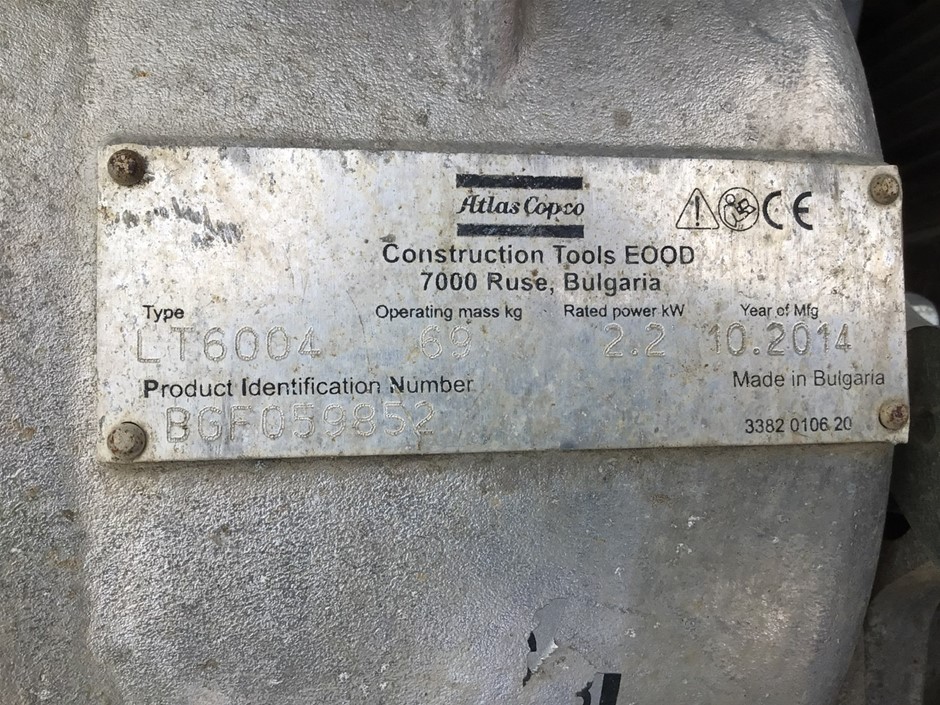 Atlas Copco
CE
Construction Tools EOOD
7000 Ruse, Bulgaria
Type Operating mass kg Rated power kW Year of Mfg
LT6004 69 2.2 10.2014
Product Identification Number Made in Bulgaria
BGF059852 3382 0106 20